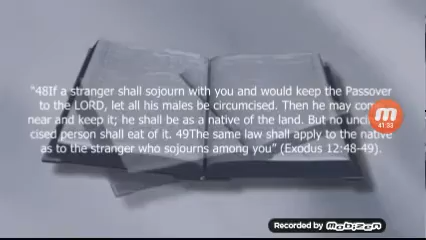 "48If a stranger shall sojourn with you and would keep the Passover
to the LORD, let all his males be circumcised. Then he may com
near and keep it; he shall be as a native of the land. But no uncir
cised person shall eat of it. 49The same law shall apply to the native
as to the stranger who sojourns among you" (Exodus 12:48-49).
41:33
Recorded by mobizen